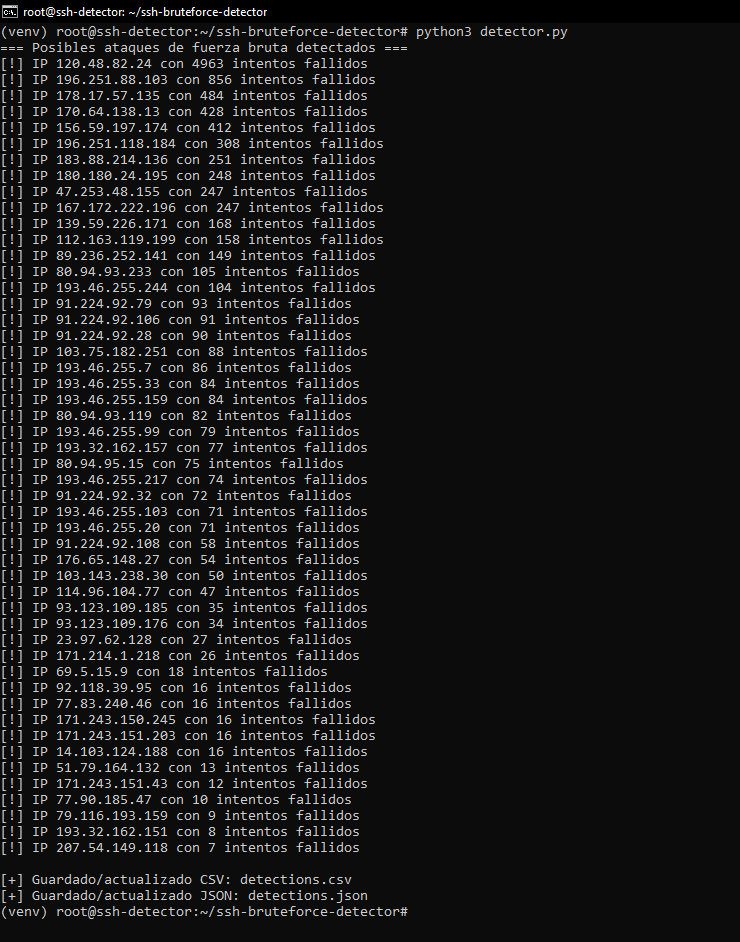 root@ssh-detector: ~/ssh-bruteforce-detector
(venv) root@ssh-detector:~/ssh-bruteforce-detector# python3 detector.py
=== Posibles ataques de fuerza bruta detectados ===
[!] IP 120.48.82.24 con 4963 intentos fallidos
[!] IP 196.251.88.103 con 856 intentos fallidos
[!] IP 178.17.57.135 con 484 intentos fallidos
[!] IP 170.64.138.13 con 428 intentos fallidos
[!] IP 156.59.197.174 con 412 intentos fallidos
[!] IP 196.251.118.184 con 308 intentos fallidos
[!] IP 183.88.214.136 con 251 intentos fallidos
[!] IP 180.180.24.195 con 248 intentos fallidos
[!] IP 47.253.48.155 con 247 intentos fallidos
[!] IP 167.172.222.196 con 247 intentos fallidos
[!] IP 139.59.226.171 con 168 intentos fallidos
[!] IP 112.163.119.199 con 158 intentos fallidos
[!] IP 89.236.252.141 con 149 intentos fallidos
[!] IP 80.94.93.233 con 105 intentos fallidos
[!] IP 193.46.255.244 con 104 intentos fallidos
[!] IP 91.224.92.79 con 93 intentos fallidos
[!] IP 91.224.92.106 con 91 intentos fallidos
[!] IP 91.224.92.28 con 90 intentos fallidos
[!] IP 103.75.182.251 con 88 intentos fallidos
[!] IP 193.46.255.7 con 86 intentos fallidos
[!] IP 193.46.255.33 con 84 intentos fallidos
[!] IP 193.46.255.159 con 84 intentos fallidos
[!] IP 80.94.93.119 con 82 intentos fallidos
[!] IP 193.46.255.99 con 79 intentos fallidos
[!] IP 193.32.162.157 con 77 intentos fallidos
[!] IP 80.94.95.15 con 75 intentos fallidos
[!] IP 193.46.255.217 con 74 intentos fallidos
[!] IP 91.224.92.32 con 72 intentos fallidos
[!] IP 193.46.255.103 con 71 intentos fallidos
[!] IP 193.46.255.20 con 71 intentos fallidos
[!] IP 91.224.92.108 con 58 intentos fallidos
[!] IP 176.65.148.27 con 54 intentos fallidos
[!] IP 103.143.238.30 con 50 intentos fallidos
[!] IP 114.96.104.77 con 47 intentos fallidos
[!] IP 93.123.109.185 con 35 intentos fallidos
[!] IP 93.123.109.176 con 34 intentos fallidos
[!] IP 23.97.62.128 con 27 intentos fallidos
[!] IP 171.214.1.218 con 26 intentos fallidos
[!] IP 69.5.15.9 con 18 intentos fallidos
[!] IP 92.118.39.95 con 16 intentos fallidos
[!] IP 77.83.240.46 con 16 intentos fallidos
[!] IP 171.243.150.245 con 16 intentos fallidos
[!] IP 171.243.151.203 con 16 intentos fallidos
[!] IP 14.103.124.188 con 16 intentos fallidos
[!] IP 51.79.164.132 con 13 intentos fallidos
[!] IP 171.243.151.43 con 12 intentos fallidos
[!] IP 77.90.185.47 con 10 intentos fallidos
[!] IP 79.116.193.159 con 9 intentos fallidos
[!] IP 193.32.162.151 con 8 intentos fallidos
[!] IP 207.54.149.118 con 7 intentos fallidos
[+] Guardado/actualizado CSV: detections.csv
[+] Guardado/actualizado JSON: detections.json
(venv) root@ssh-detector:~/ssh-bruteforce-detector#